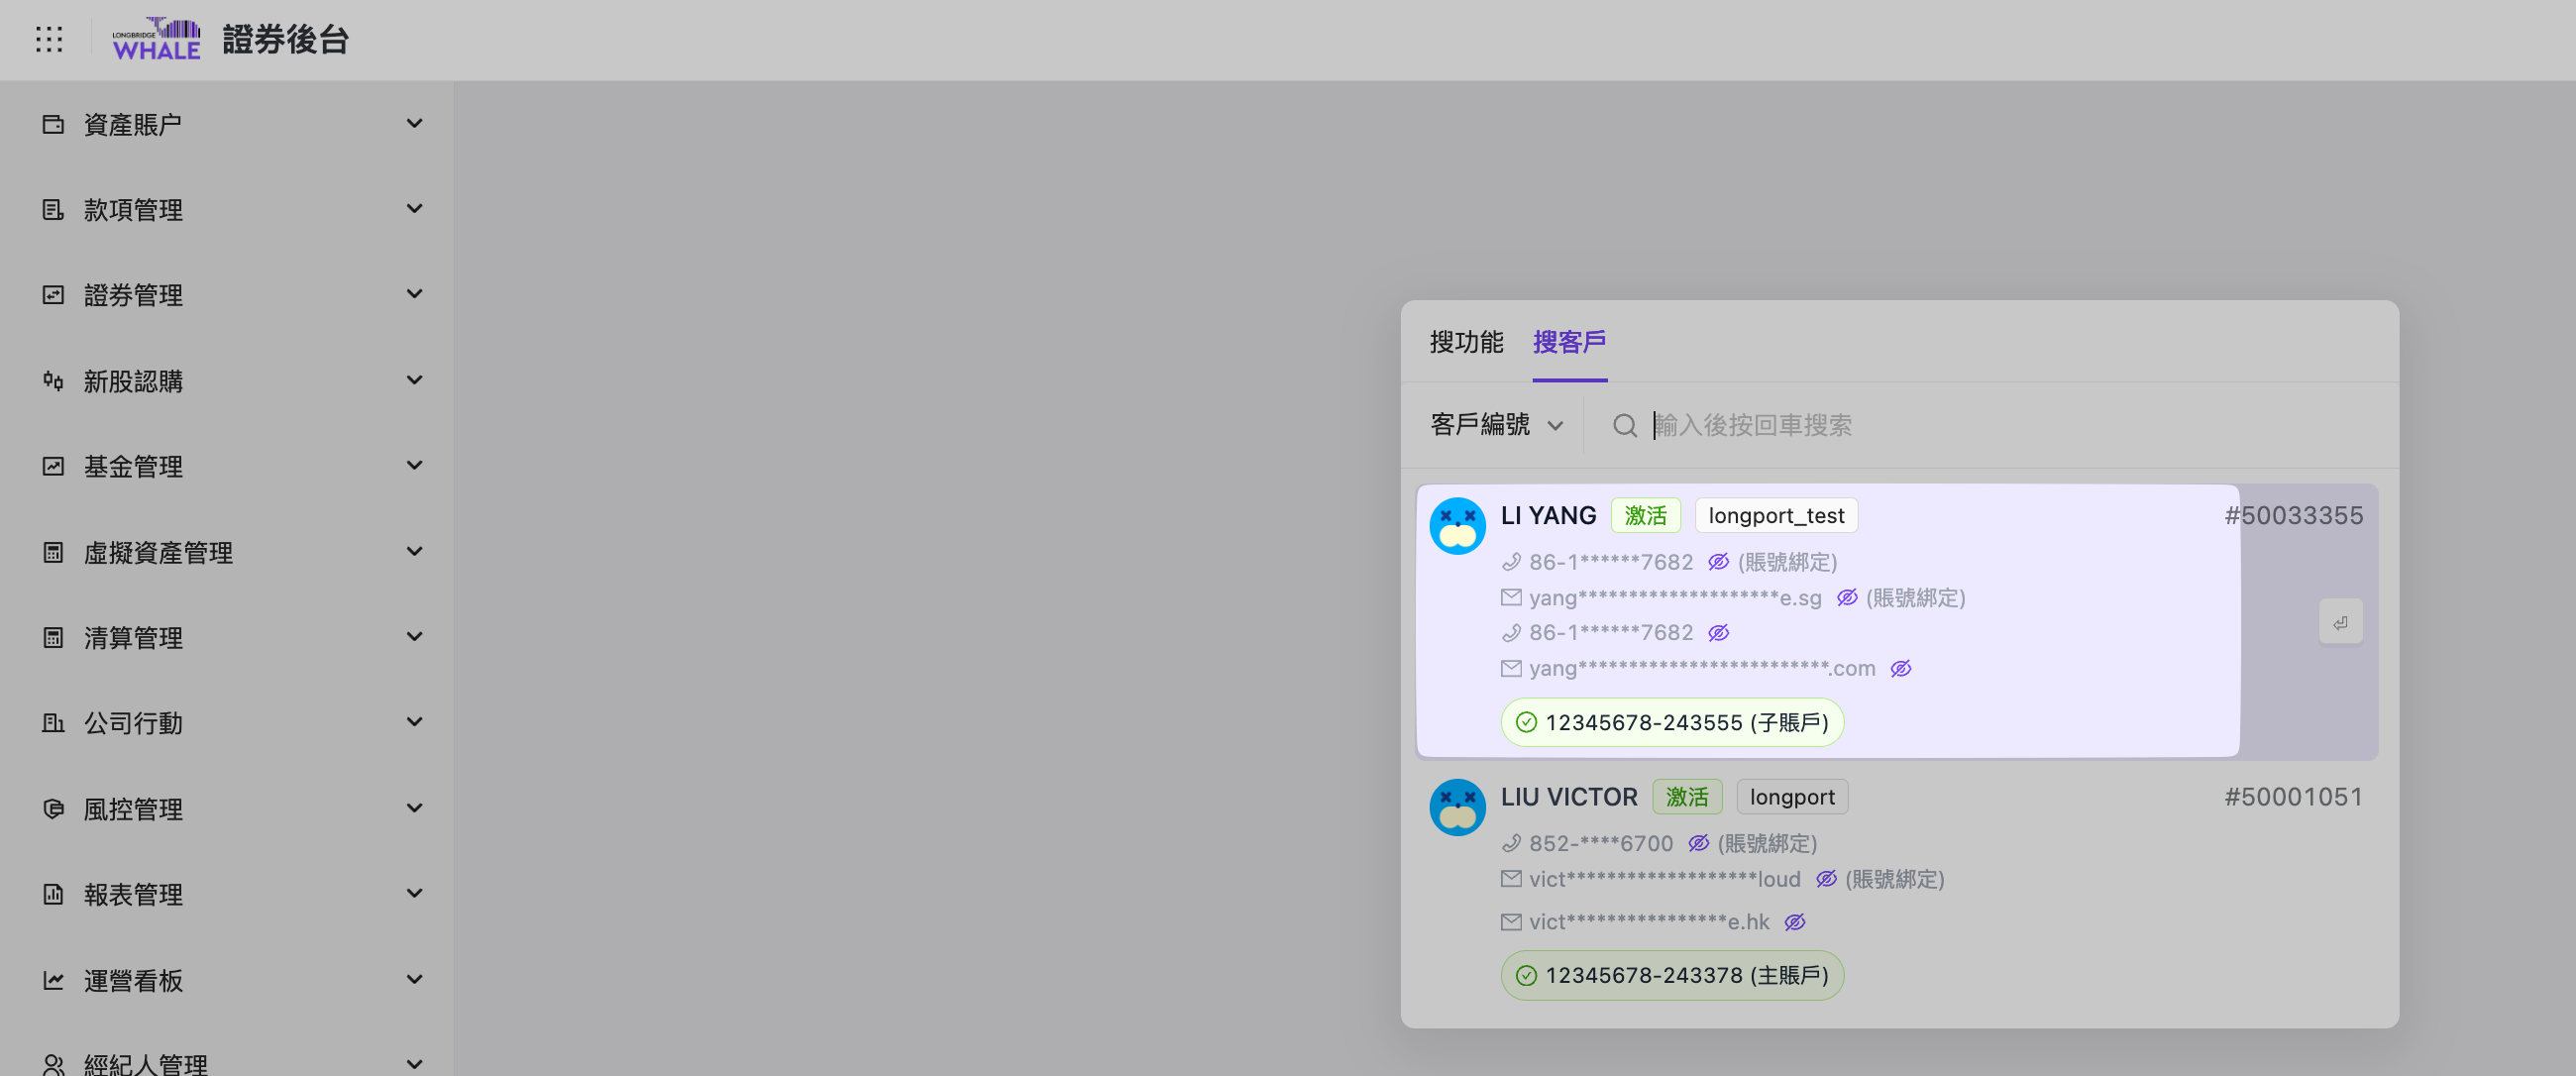 LONGBRIDGE
WHALE
證券後台
資產賬户
款項管理
證券管理
新股認購
基金管理
虛擬資產管理
清算管理
公司行動
風控管理
報表管理
運營看板
經紀人管理
搜功能 搜客戶
客戶編號 輸入後按回車搜索
LI YANG 激活 longport_test #50033355
86-1******7682 (賬號綁定)
yang********************e.sg (賬號綁定)
86-1******7682
yang*************************.com
12345678-243555 (子賬戶)
LIU VICTOR 激活 longport #50001051
852-****6700 (賬號綁定)
vict*******************loud (賬號綁定)
vict****************e.hk
12345678-243378 (主賬戶)